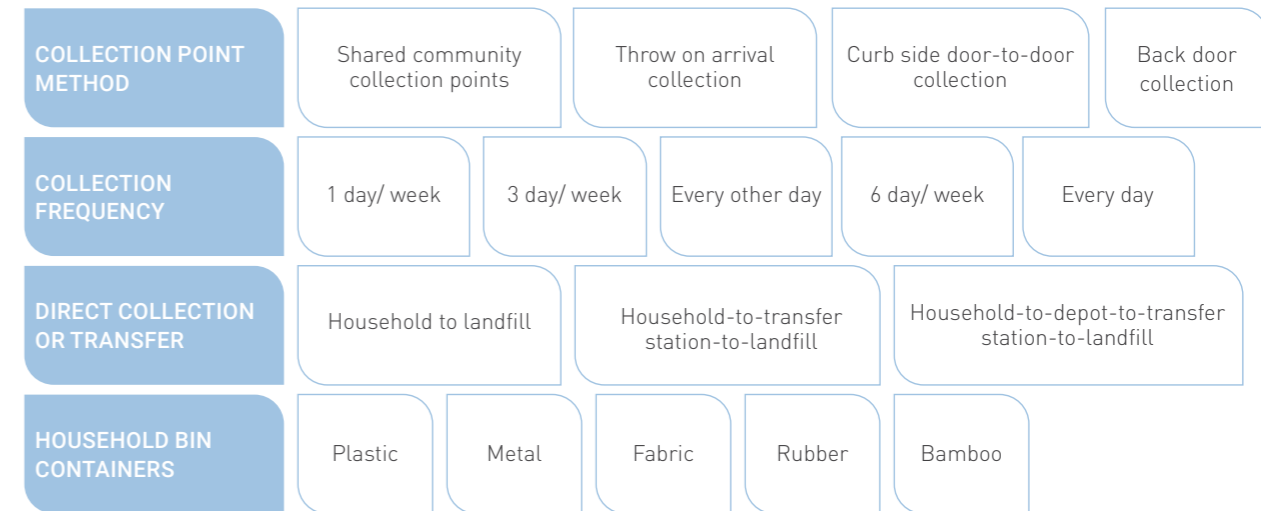 COLLECTION POINT
METHOD
Shared community
collection points
Throw on arrival
collection
Curb side door-to-door
collection
Back door
collection
COLLECTION
FREQUENCY
1 day/ week
3 day/ week
Every other day
6 day/ week
Every day
DIRECT COLLECTION
OR TRANSFER
Household to landfill
Household-to-transfer
station-to-landfill
Household-to-depot-to-transfer
station-to-landfill
HOUSEHOLD BIN
CONTAINERS
Plastic
Metal
Fabric
Rubber
Bamboo